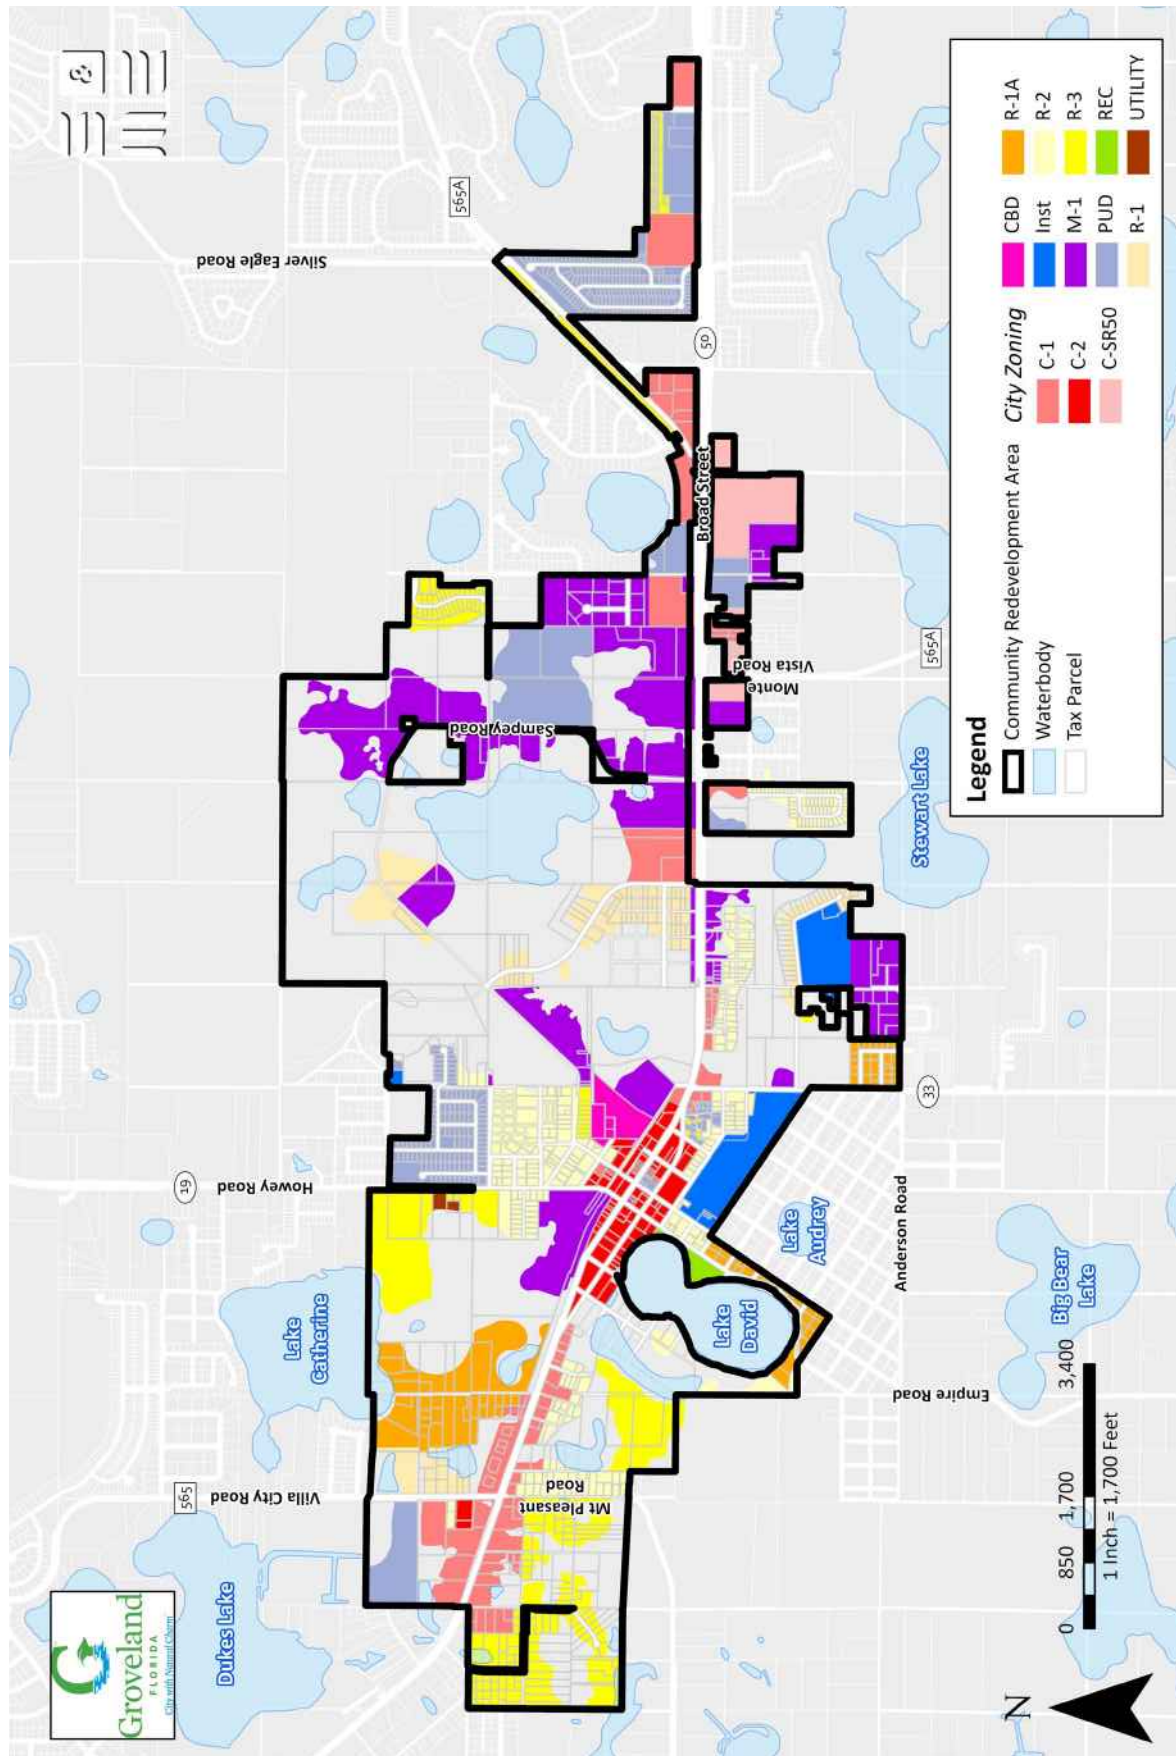 Groveland
FLORIDA
City with Natural Charm
Dukes Lake
565
Villa City Road
Lake
Catherine
19
Howey Road
Silver Eagle Road
565A
&
Sampey Road
50
Broad Street
Monte
Vista Road
565A
Stewart Lake
Mt Pleasant
Road
Lake
David
Lake
Audrey
Anderson Road
33
Empire Road
Big Bear
Lake
N
0 850 1,700 3,400
1 Inch = 1,700 Feet
Legend
Community Redevelopment Area
Waterbody
Tax Parcel
City Zoning
C-1
C-2
C-SR50
CBD
Inst
M-1
PUD
R-1
R-1A
R-2
R-3
REC
UTILITY